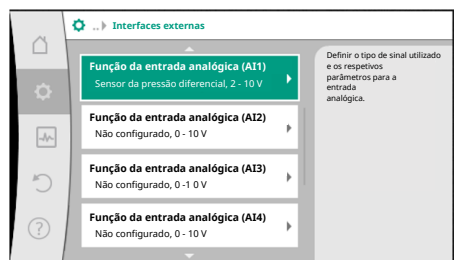 .. Interfaces externas
Função da entrada analógica (AI1)
Sensor da pressão diferencial, 2 - 10 V
Função da entrada analógica (AI2)
Não configurado, 0 - 10 V
Função da entrada analógica (AI3)
Não configurado, 0 -1 0 V
Função da entrada analógica (AI4)
Não configurado, 0 - 10 V
Definir o tipo de sinal utilizado
e os respetivos
parâmetros para a
entrada
analógica.
?